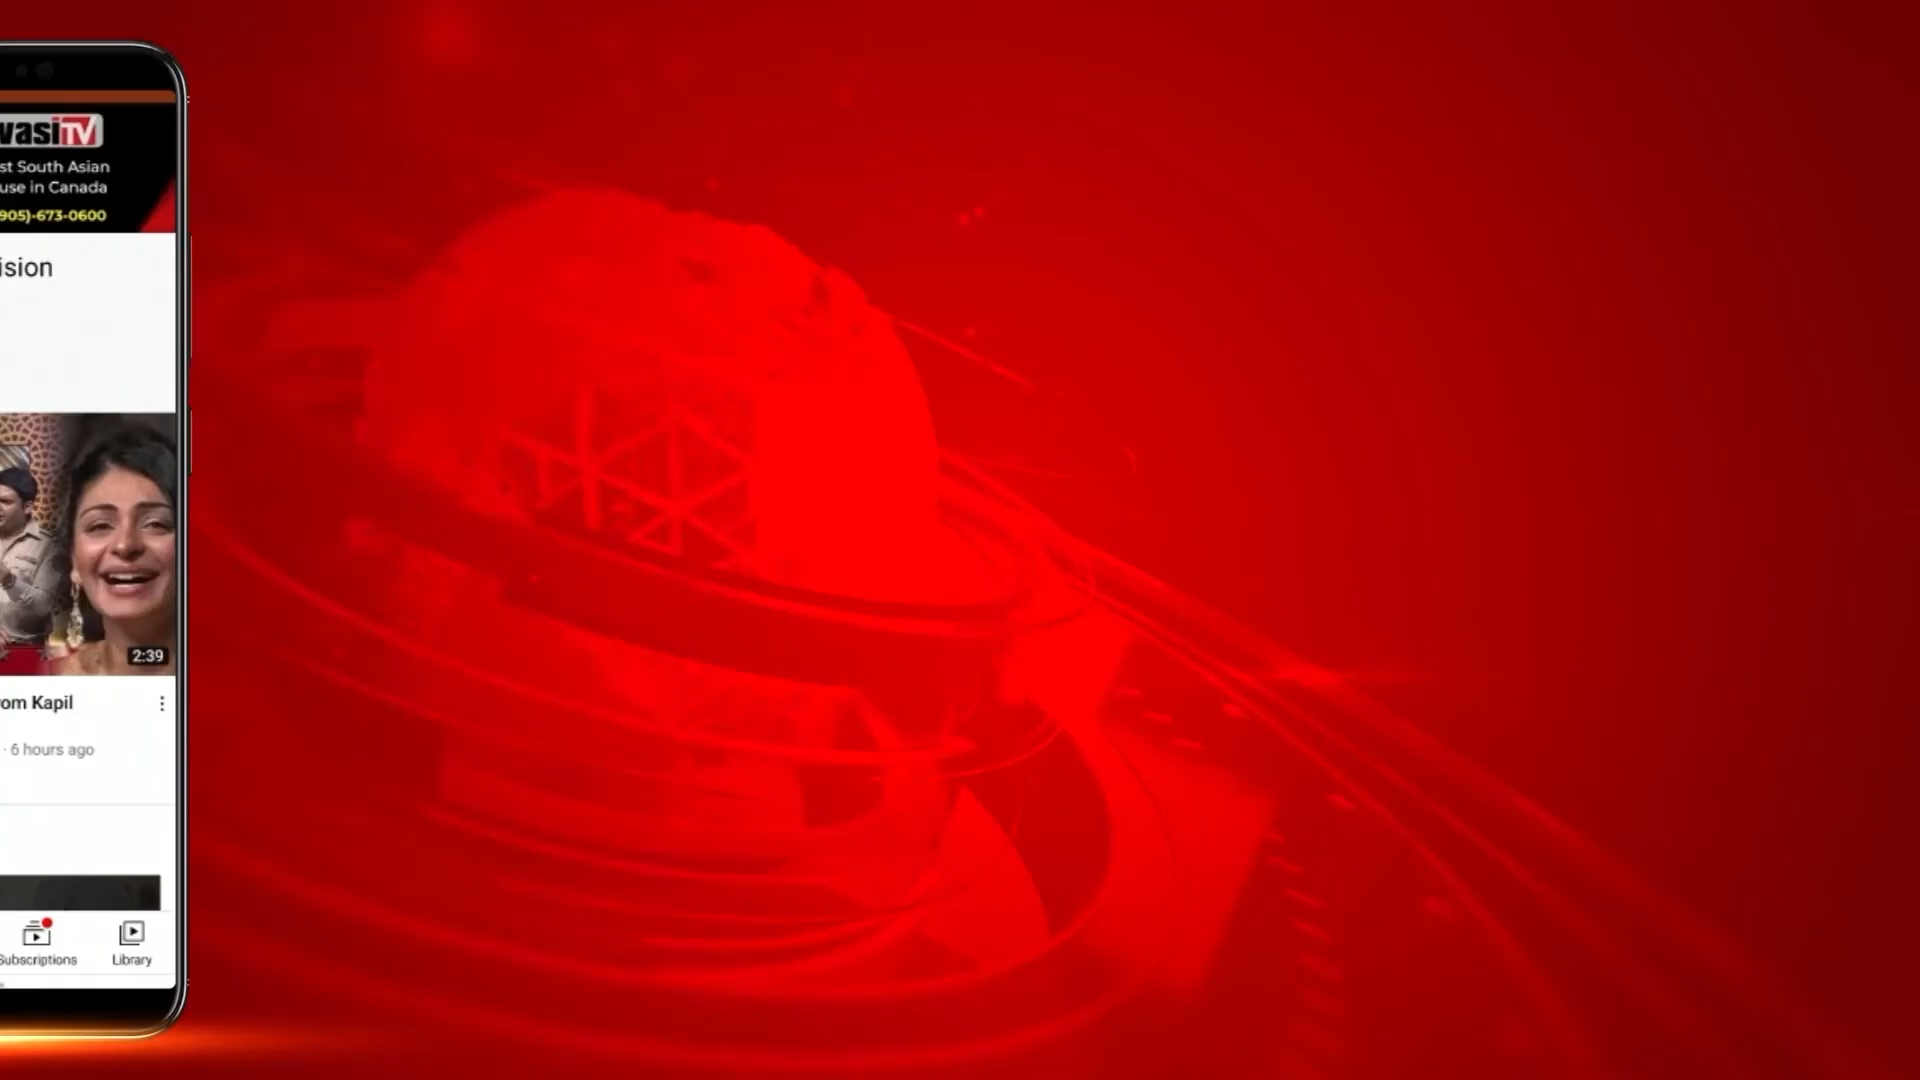 vasiTV
st South Asian
use in Canada
905)-673-0600
ision
2:39
om Kapil
· 6 hours ago
Subscriptions
Library